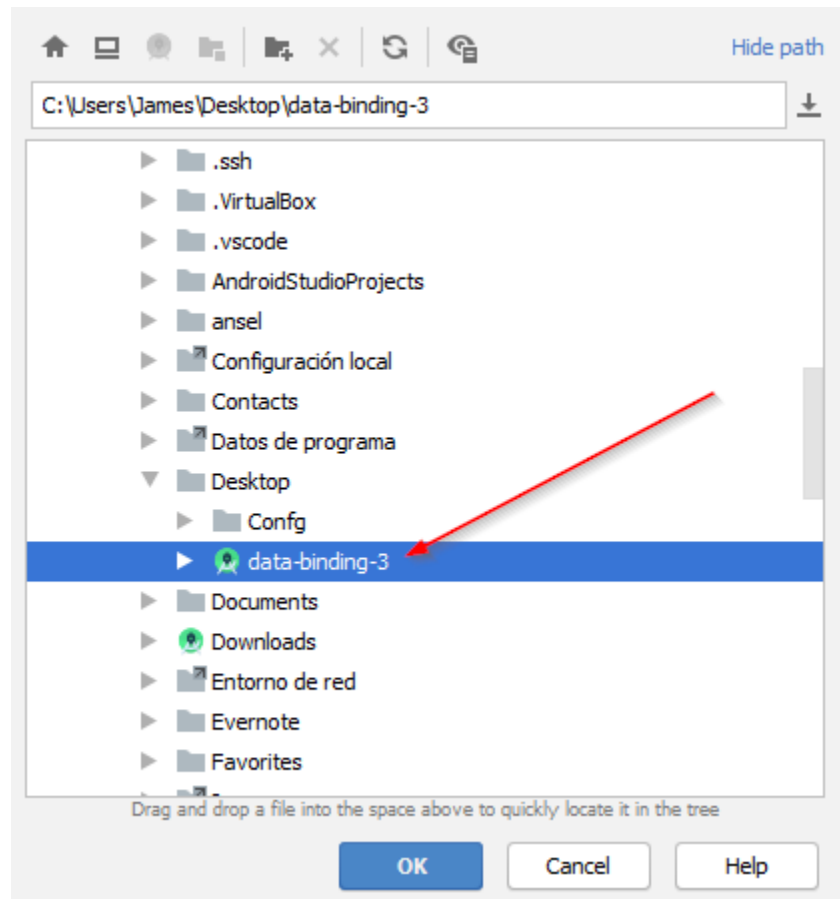 Hide path
C:\Users\James\Desktop\data-binding-3
.ssh
.VirtualBox
.vscode
AndroidStudioProjects
ansel
Configuración local
Contacts
Datos de programa
Desktop
Confg
data-binding-3
Documents
Downloads
Entorno de red
Evernote
Favorites
Drag and drop a file into the space above to quickly locate it in the tree
OK Cancel Help